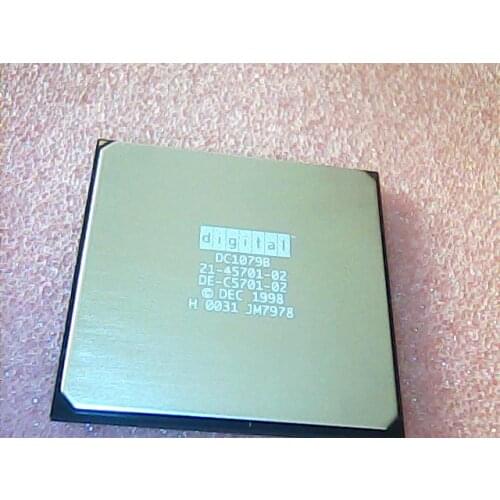 digital
DC1079B
21-45701-02
DE-C5701-02
© DEC 1998
H 0031 JM7978